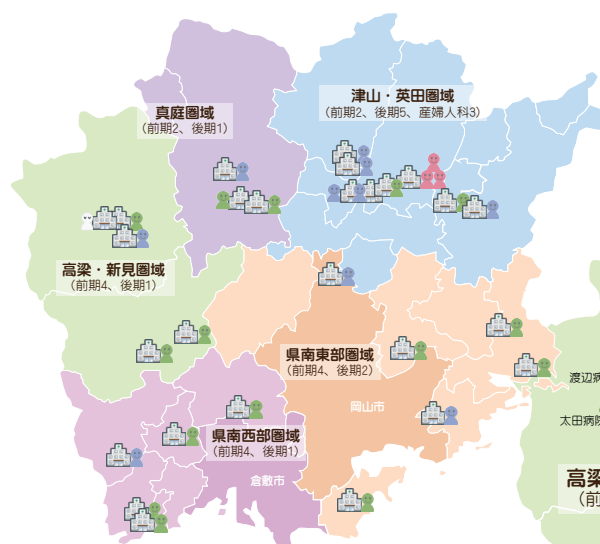 真庭圏域
(前期2、後期1)
津山・英田圏域
(前期2、後期5、産婦人科3)
高梁・新見圏域
(前期4、後期1)
県南東部圏域
(前期4、後期2)
岡山市
県南西部圏域
(前期4、後期1)
倉敷市
渡辺病
太田病院
高梁
(前